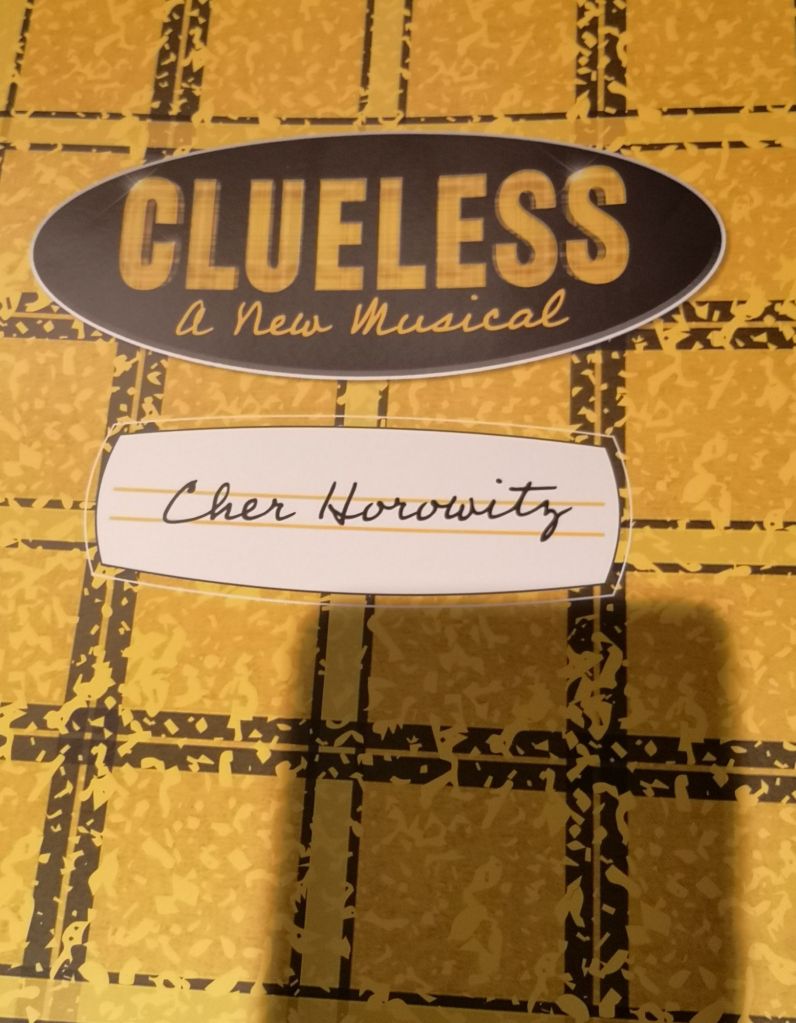 CLUELESS
A New Musical
Cher Horowitz